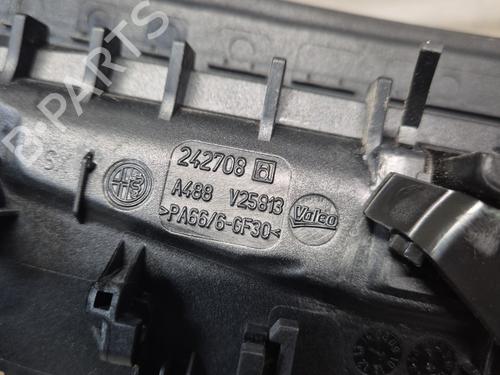 B-PARTS
242708 a
S
A488 V25813
Valeo
>PA66/6-GF30<